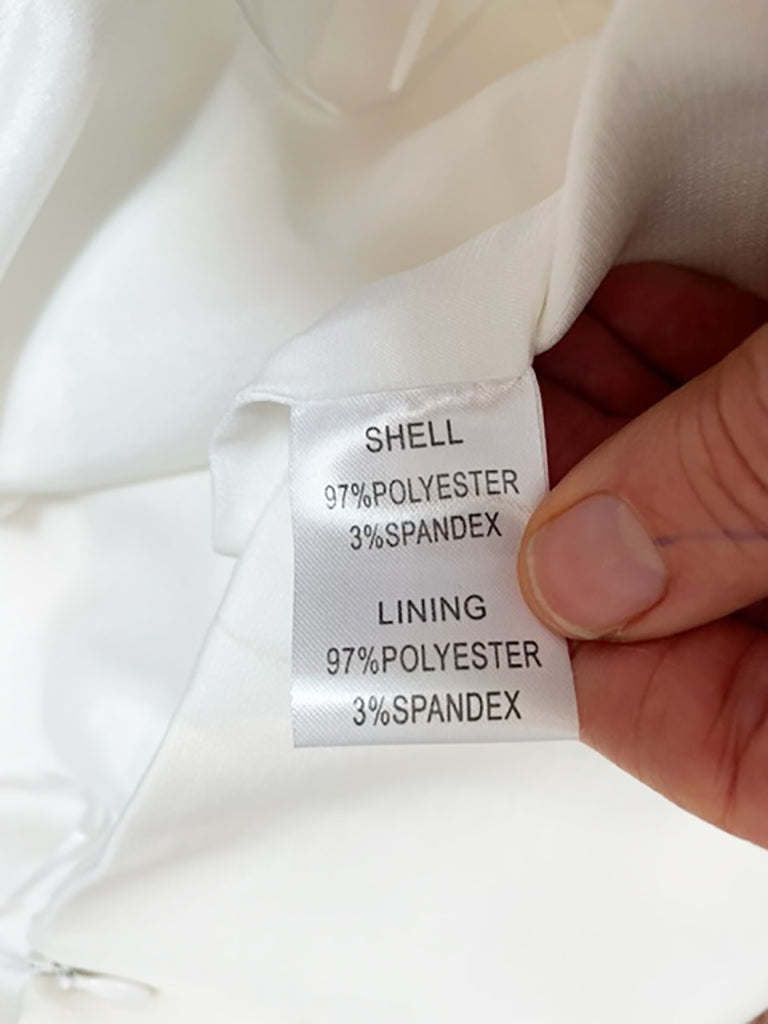 SHELL
97%POLYESTER
3%SPANDEX
LINING
97%POLYESTER
3%SPANDEX